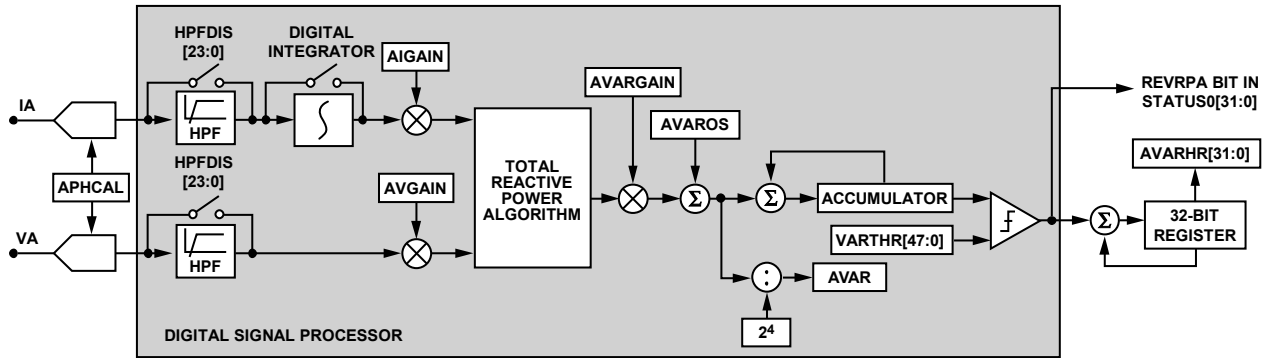 HPFDIS
[23:0]
DIGITAL
INTEGRATOR
AIGAIN
IA
HPF
APHCAL
HPFDIS
[23:0]
AVGAIN
VA
HPF
TOTAL
REACTIVE
POWER
ALGORITHM
AVARGAIN
AVAROS
Σ
Σ
ACCUMULATOR
VARTHR[47:0]
:
AVAR
2⁴
REVRPA BIT IN
STATUS0[31:0]
AVARHR[31:0]
Σ
32-BIT
REGISTER
DIGITAL SIGNAL PROCESSOR